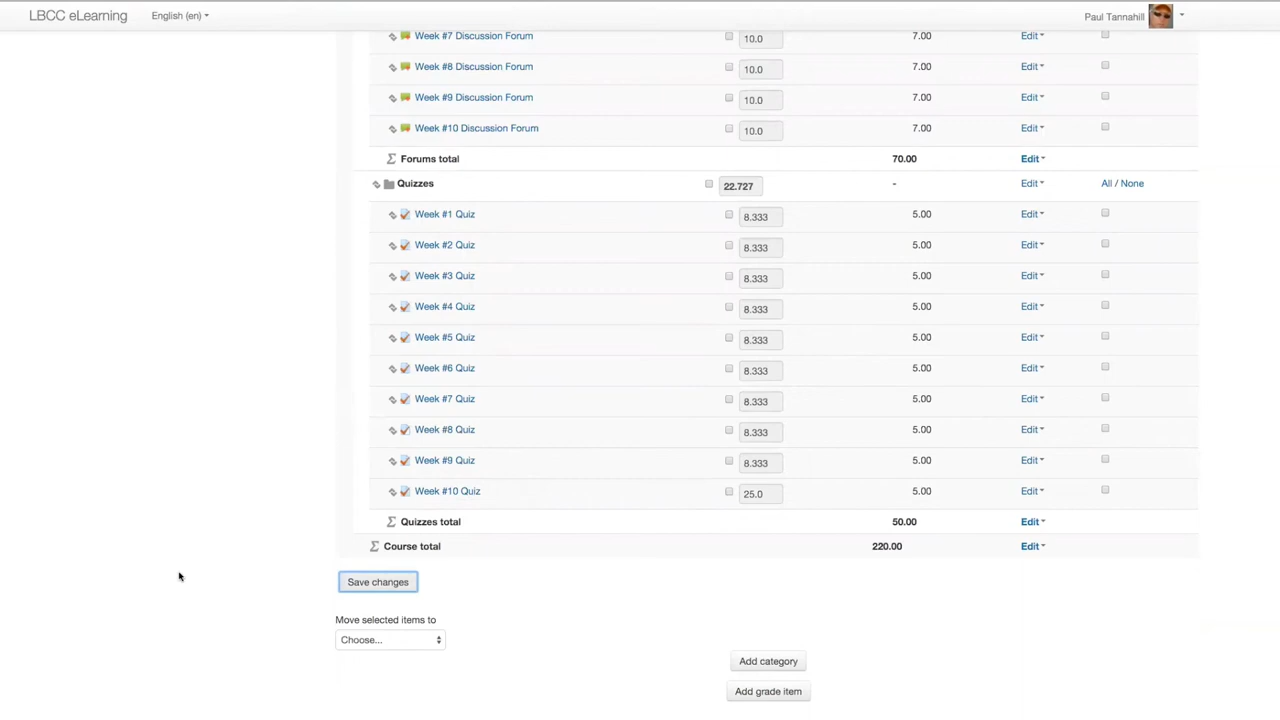 LBCC eLearning English (en) Paul Tannahill
Week #7 Discussion Forum 10.0 7.00 Edit
Week #8 Discussion Forum 10.0 7.00 Edit
Week #9 Discussion Forum 10.0 7.00 Edit
Week #10 Discussion Forum 10.0 7.00 Edit
Σ Forums total 70.00 Edit
Quizzes 22.727 - Edit All / None
Week #1 Quiz 8.333 5.00 Edit
Week #2 Quiz 8.333 5.00 Edit
Week #3 Quiz 8.333 5.00 Edit
Week #4 Quiz 8.333 5.00 Edit
Week #5 Quiz 8.333 5.00 Edit
Week #6 Quiz 8.333 5.00 Edit
Week #7 Quiz 8.333 5.00 Edit
Week #8 Quiz 8.333 5.00 Edit
Week #9 Quiz 8.333 5.00 Edit
Week #10 Quiz 25.0 5.00 Edit
Σ Quizzes total 50.00 Edit
Σ Course total 220.00 Edit
Save changes
Move selected items to
Choose...
Add category
Add grade item